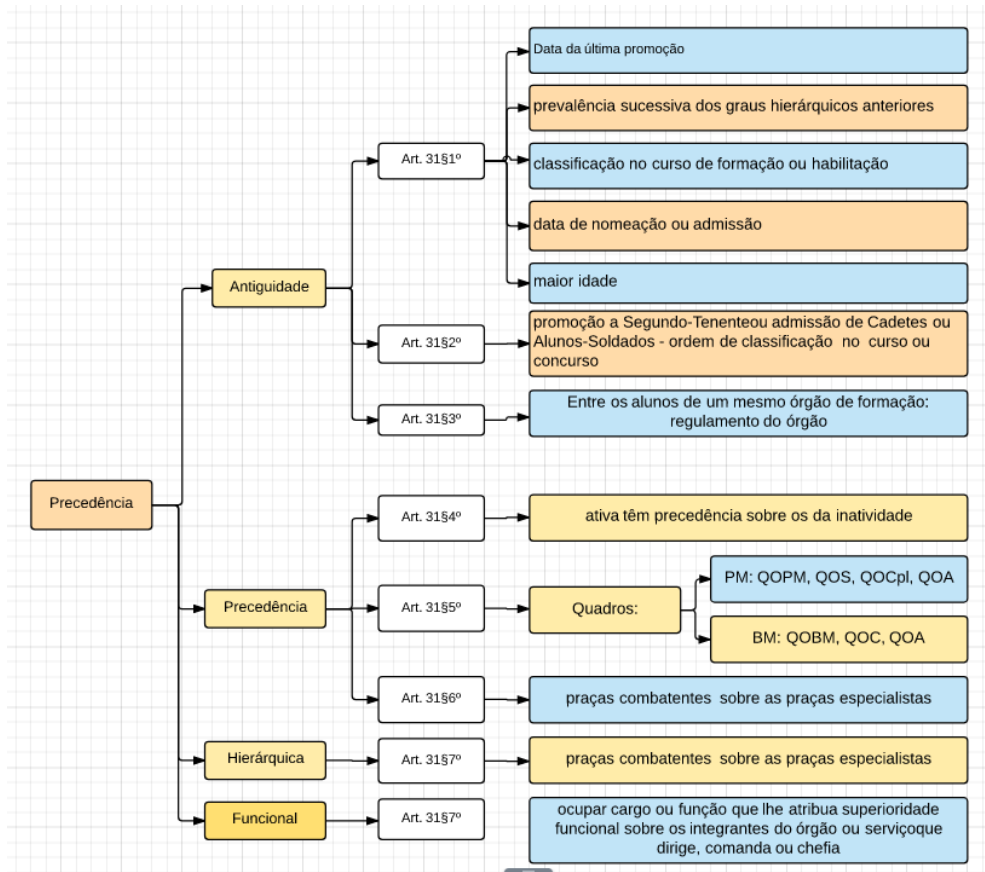 Data da última promoção
prevalência sucessiva dos graus hierárquicos anteriores
Art. 31§1º
classificação no curso de formação ou habilitação
data de nomeação ou admissão
maior idade
Antiguidade
promoção a Segundo-Tenenteou admissão de Cadetes ou
Alunos-Soldados - ordem de classificação no curso ou
concurso
Art. 31§2º
Art. 31§3º
Entre os alunos de um mesmo órgão de formação:
regulamento do órgão
Precedência
Art. 31§4º
ativa têm precedência sobre os da inatividade
Precedência
Art. 31§5º
Quadros:
PM: QOPM, QOS, QOCpl, QOA
BM: QOBM, QOC, QOA
Art. 31§6º
praças combatentes sobre as praças especialistas
Hierárquica
Art. 31§7º
praças combatentes sobre as praças especialistas
Funcional
Art. 31§7º
ocupar cargo ou função que lhe atribua superioridade
funcional sobre os integrantes do órgão ou serviçoque
dirige, comanda ou chefia